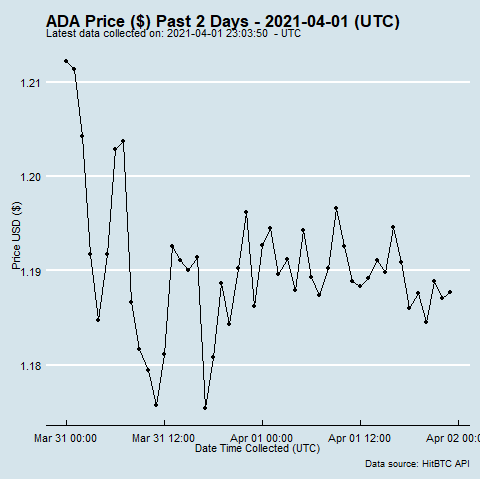 ADA Price ($) Past 2 Days - 2021-04-01 (UTC)
Latest data collected on: 2021-04-01 23:03:50 - UTC
1.21
1.20
1.19
1.18
Price USD ($)
Mar 31 00:00 Mar 31 12:00 Apr 01 00:00 Apr 01 12:00 Apr 02 00:0
Date Time Collected (UTC)
Data source: HitBTC API